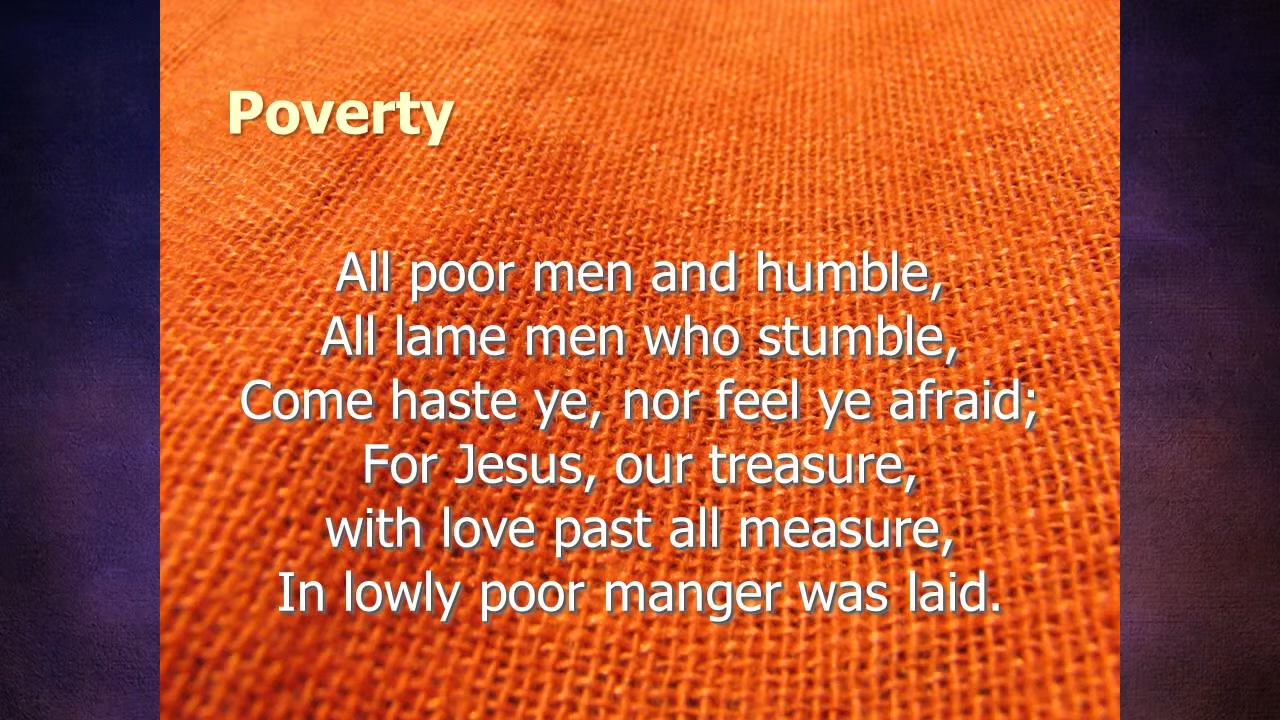 Poverty
All poor men and humble,
All lame men who stumble,
Come haste ye, nor feel ye afraid;
For Jesus, our treasure,
with love past all measure,
In lowly poor manger was laid.